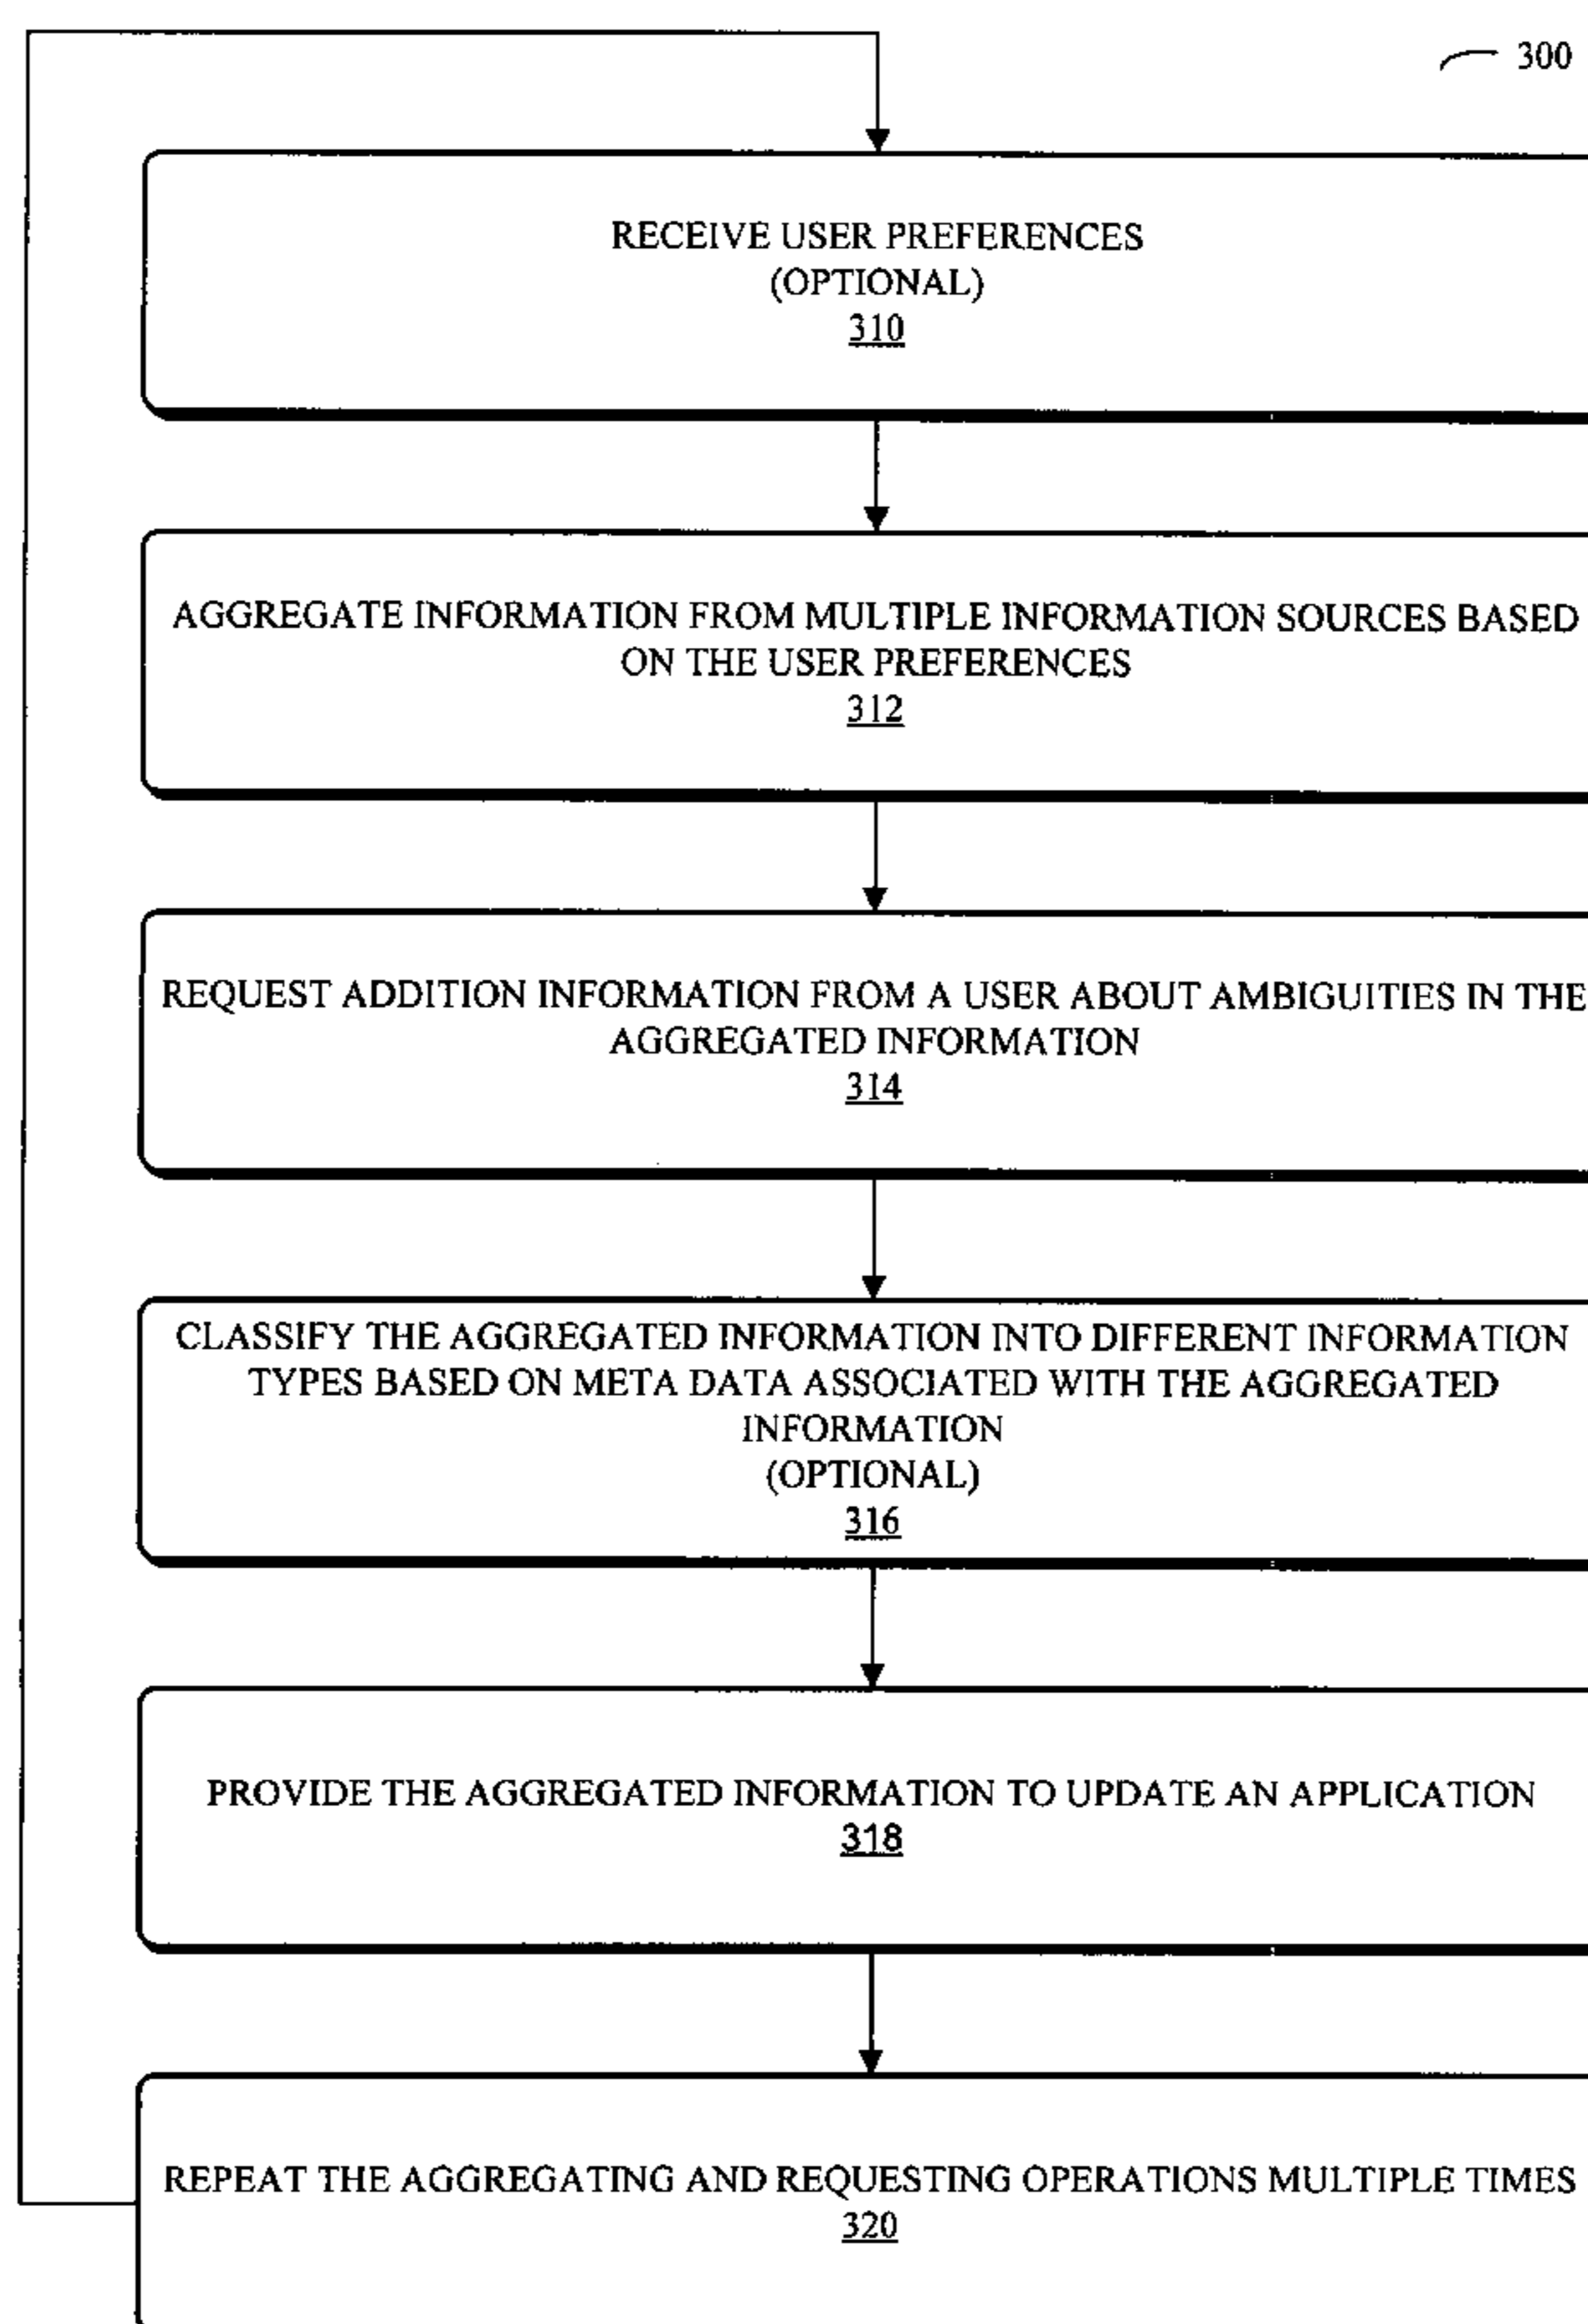 300
RECEIVE USER PREFERENCES
(OPTIONAL)
310
AGGREGATE INFORMATION FROM MULTIPLE INFORMATION SOURCES BASED
ON THE USER PREFERENCES
312
REQUEST ADDITION INFORMATION FROM A USER ABOUT AMBIGUITIES IN THE
AGGREGATED INFORMATION
314
CLASSIFY THE AGGREGATED INFORMATION INTO DIFFERENT INFORMATION
TYPES BASED ON META DATA ASSOCIATED WITH THE AGGREGATED
INFORMATION
(OPTIONAL)
316
PROVIDE THE AGGREGATED INFORMATION TO UPDATE AN APPLICATION
318
REPEAT THE AGGREGATING AND REQUESTING OPERATIONS MULTIPLE TIMES
320